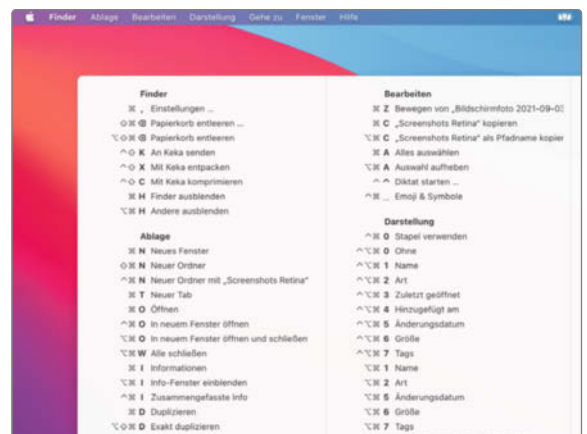 Finder Ablage Bearbeiten Darstellung Gehe zu Fenster Hilfe
Finder
⌘ , Einstellungen ...
⇧⌘⌫ Papierkorb entleeren ...
⌥⇧⌘⌫ Papierkorb entleeren
^⇧ K An Keka senden
^⇧ X Mit Keka entpacken
^⇧ C Mit Keka komprimieren
⌘ H Finder ausblenden
⌥⌘ H Andere ausblenden
Ablage
⌘ N Neues Fenster
⇧⌘ N Neuer Ordner
^⌘ N Neuer Ordner mit „Screenshots Retina“
⌘ T Neuer Tab
⌘ O Öffnen
^⌘ O In neuem Fenster öffnen
⌥⌘ O In neuem Fenster öffnen und schließen
⌥⌘ W Alle schließen
⌘ I Informationen
⌥⌘ I Info-Fenster einblenden
^⌘ I Zusammengefasste Info
⌘ D Duplizieren
⌥⇧⌘ D Exakt duplizieren
Bearbeiten
⌘ Z Bewegen von „Bildschirmfoto 2021-09-03
⌘ C „Screenshots Retina“ kopieren
⌥⌘ C „Screenshots Retina“ als Pfadname kopier
⌘ A Alles auswählen
⌥⌘ A Auswahl aufheben
^ ^ Diktat starten ...
^⌘ _ Emoji & Symbole
Darstellung
^⌘ 0 Stapel verwenden
^⌥⌘ 0 Ohne
^⌥⌘ 1 Name
^⌥⌘ 2 Art
^⌥⌘ 3 Zuletzt geöffnet
^⌥⌘ 4 Hinzugefügt am
^⌥⌘ 5 Änderungsdatum
^⌥⌘ 6 Größe
^⌥⌘ 7 Tags
⌥⌘ 1 Name
⌥⌘ 2 Art
⌥⌘ 5 Änderungsdatum
⌥⌘ 6 Größe
⌥⌘ 7 Tags